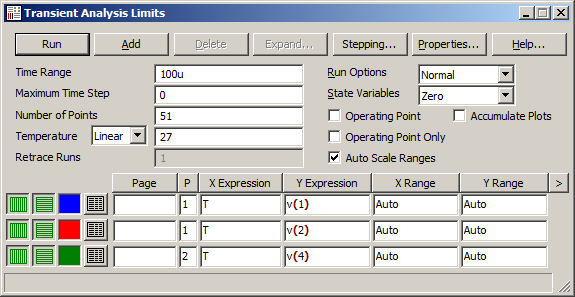 Transient Analysis Limits
Run Add Delete Expand... Stepping... Properties... Help...
Time Range 100u Run Options Normal
Maximum Time Step 0 State Variables Zero
Number of Points 51 Operating Point Accumulate Plots
Temperature Linear 27 Operating Point Only
Retrace Runs 1 Auto Scale Ranges
Page P X Expression Y Expression X Range Y Range >
1 T v(1) Auto Auto
1 T v(2) Auto Auto
2 T v(4) Auto Auto